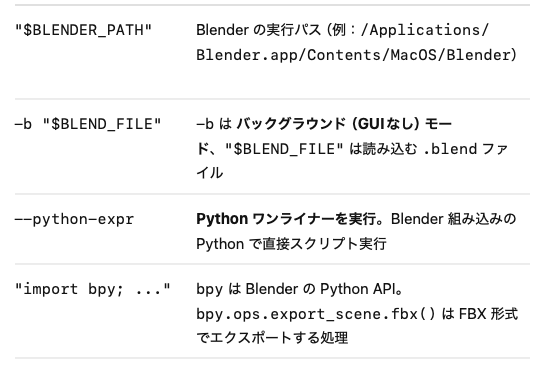 "$BLENDER_PATH"
Blender の実行パス（例：/Applications/
Blender.app/Contents/MacOS/Blender）
-b "$BLEND_FILE"
-b は バックグラウンド（GUIなし）モー
ド、"$BLEND_FILE" は読み込む .blend ファ
イル
--python-expr
Python ワンライナーを実行。Blender 組み込みの
Python で直接スクリプト実行
"import bpy; ..."
bpy は Blender の Python API。
bpy.ops.export_scene.fbx() は FBX 形式
でエクスポートする処理